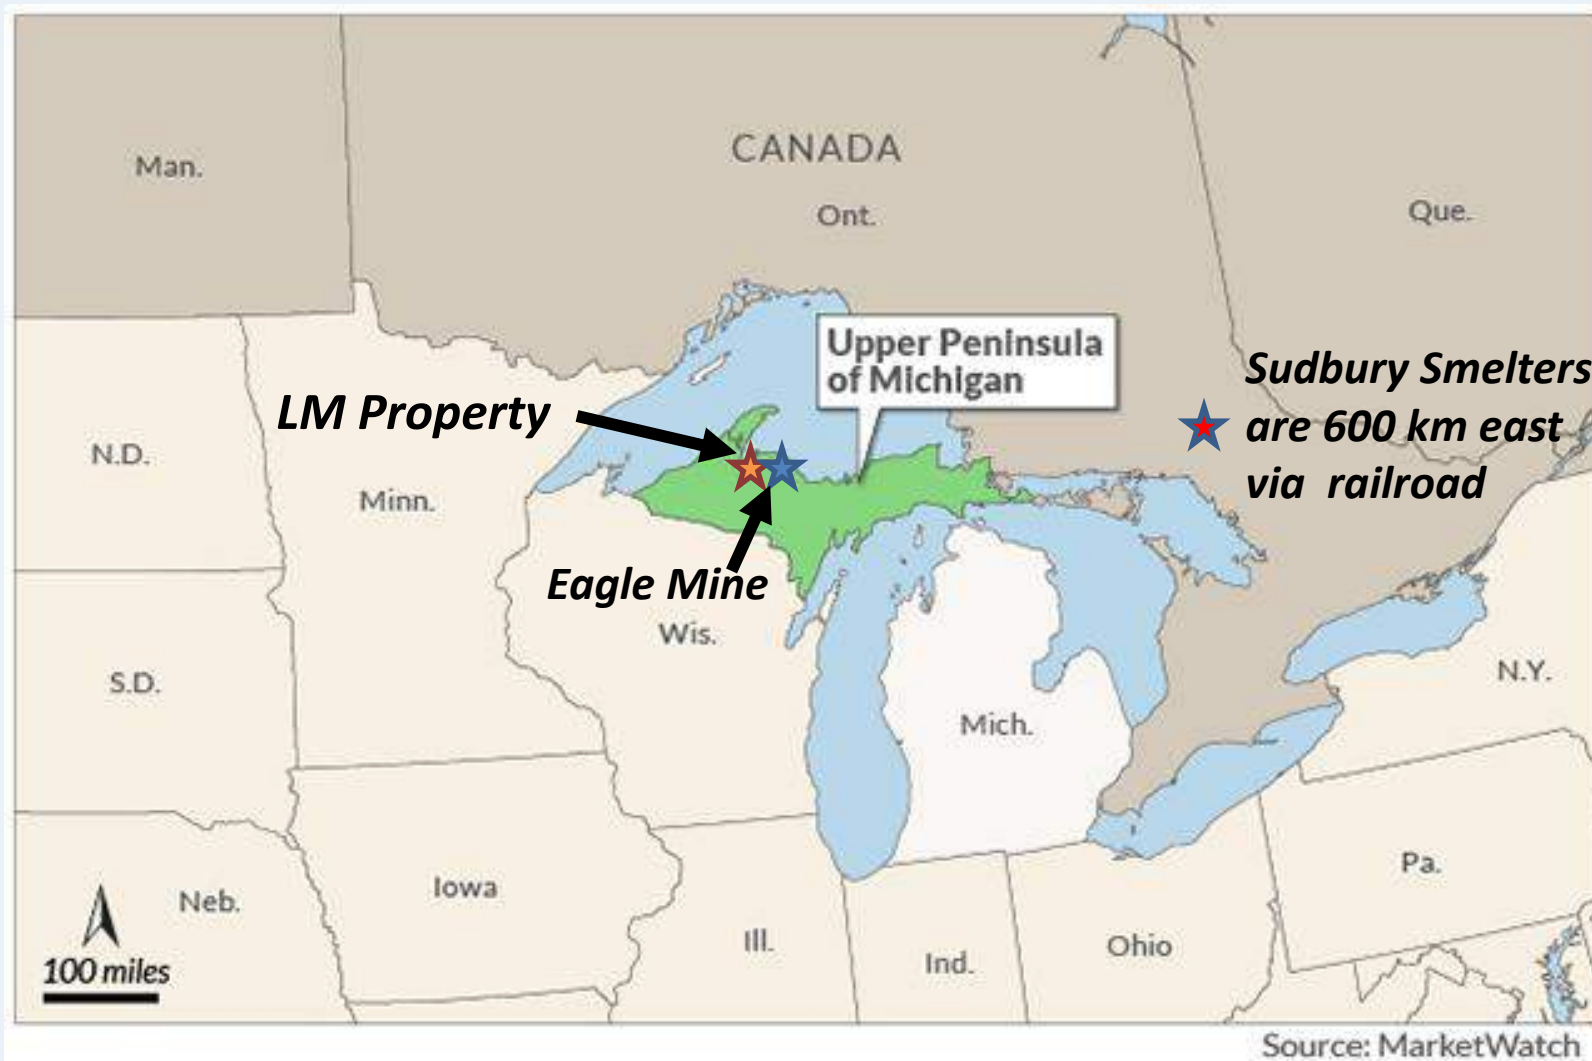 CANADA
Man.
Ont.
Que.
Upper Peninsula
of Michigan
Sudbury Smelters
are 600 km east
via railroad
LM Property
N.D.
Minn.
Eagle Mine
Wis.
S.D.
N.Y.
Mich.
Pa.
Iowa
Neb.
Ill.
Ind.
Ohio
100 miles
Source: MarketWatch